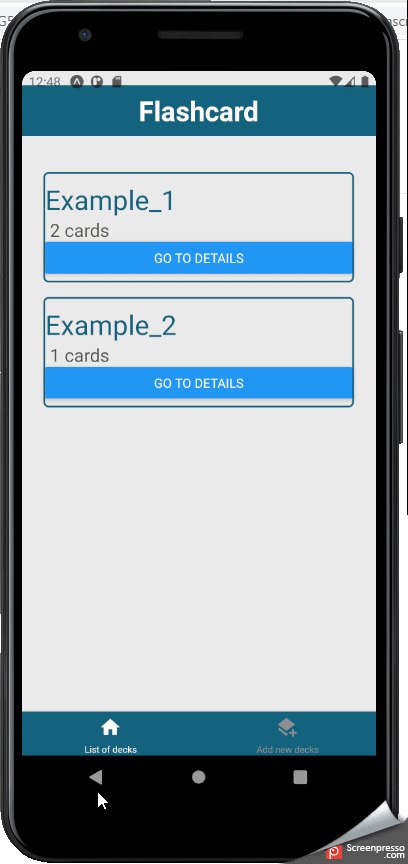 12:48
Flashcard
Example_1
2 cards
GO TO DETAILS
Example_2
1 cards
GO TO DETAILS
List of decks
Add new decks
Screenpresso
.com